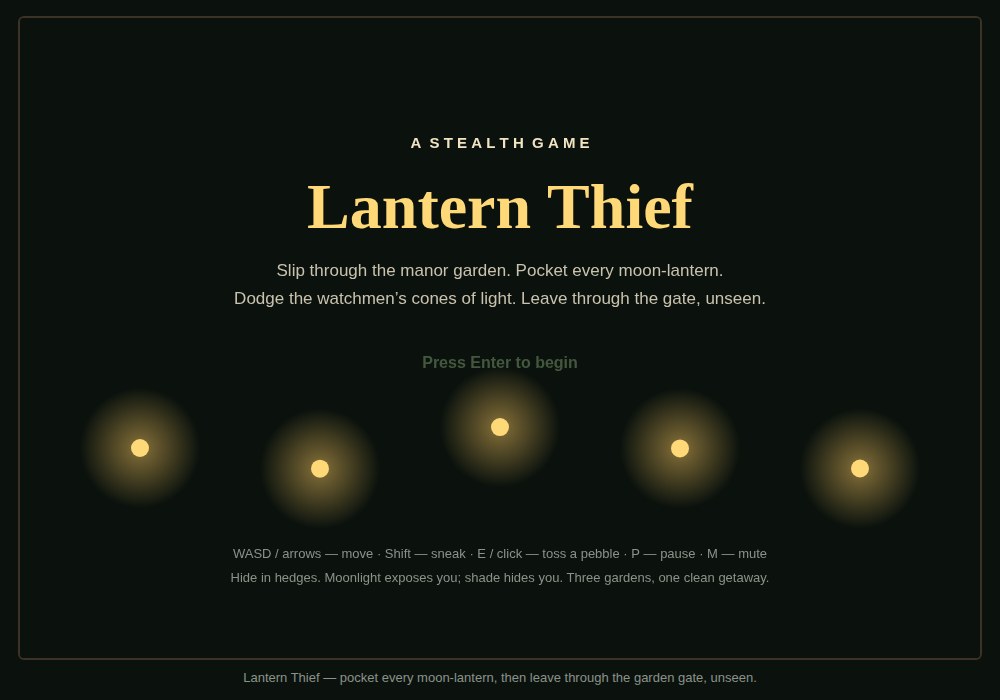 A STEALTH GAME
Lantern Thief
Slip through the manor garden. Pocket every moon-lantern.
Dodge the watchmen’s cones of light. Leave through the gate, unseen.
Press Enter to begin
WASD / arrows — move · Shift — sneak · E / click — toss a pebble · P — pause · M — mute
Hide in hedges. Moonlight exposes you; shade hides you. Three gardens, one clean getaway.
Lantern Thief — pocket every moon-lantern, then leave through the garden gate, unseen.